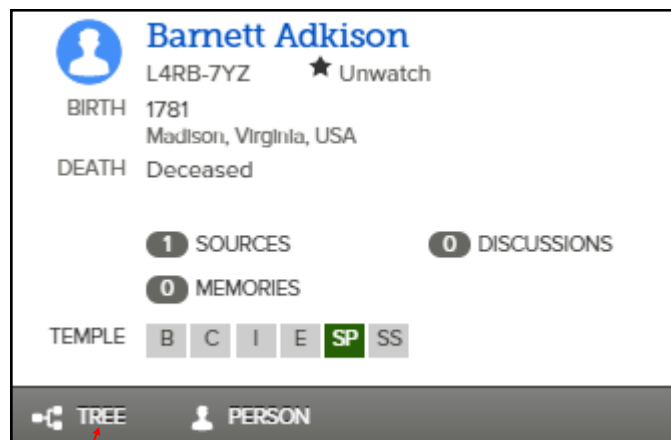 Barnett Adkison
L4RB-7YZ ★ Unwatch
BIRTH 1781
Madison, Virginia, USA
DEATH Deceased
1 SOURCES 0 DISCUSSIONS
0 MEMORIES
TEMPLE B C I E SP SS
TREE PERSON